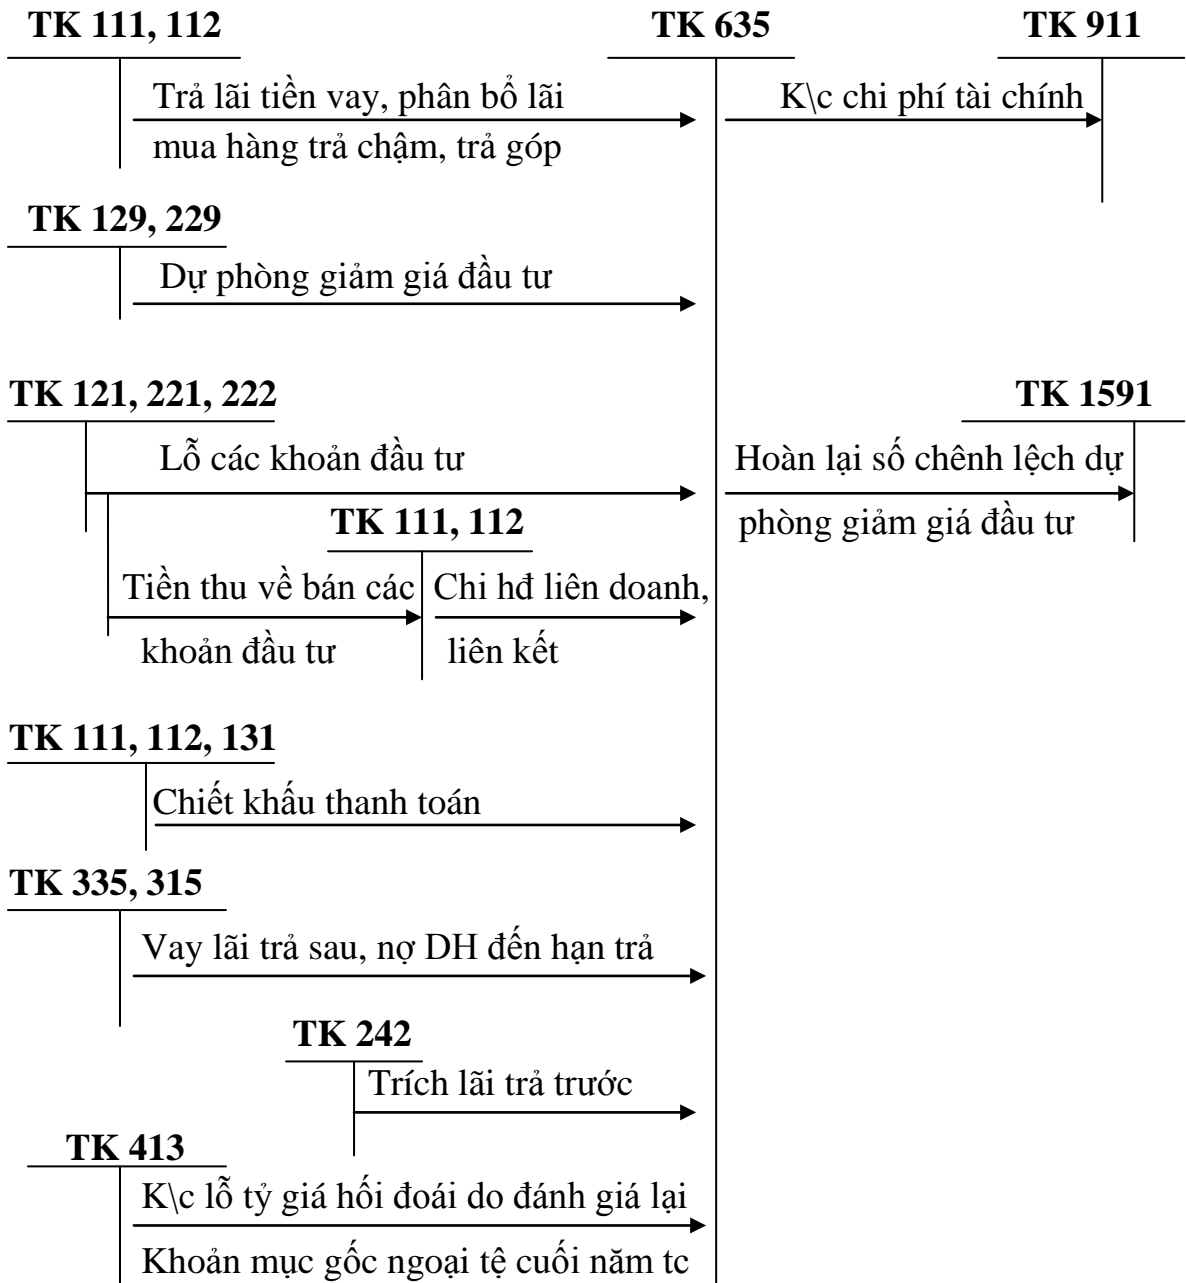 TK 111, 112
TK 635
TK 911
Trả lãi tiền vay, phân bổ lãi
mua hàng trả chậm, trả góp
K\c chi phí tài chính
TK 129, 229
Dự phòng giảm giá đầu tư
TK 121, 221, 222
TK 1591
Lỗ các khoản đầu tư
Hoàn lại số chênh lệch dự
phòng giảm giá đầu tư
TK 111, 112
Tiền thu về bán các
khoản đầu tư
Chi hđ liên doanh,
liên kết
TK 111, 112, 131
Chiết khấu thanh toán
TK 335, 315
Vay lãi trả sau, nợ DH đến hạn trả
TK 242
Trích lãi trả trước
TK 413
K\c lỗ tỷ giá hối đoái do đánh giá lại
Khoản mục gốc ngoại tệ cuối năm tc